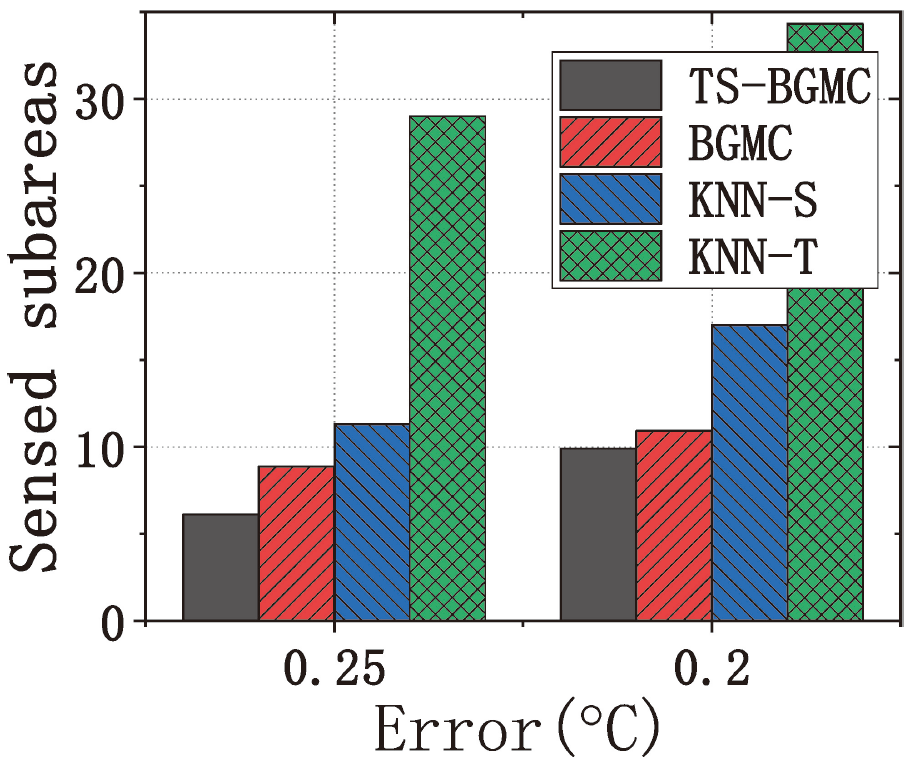 Sensed subareas
30
20
10
0
TS-BGMC
BGMC
KNN-S
KNN-T
0.25
0.2
Error(°C)